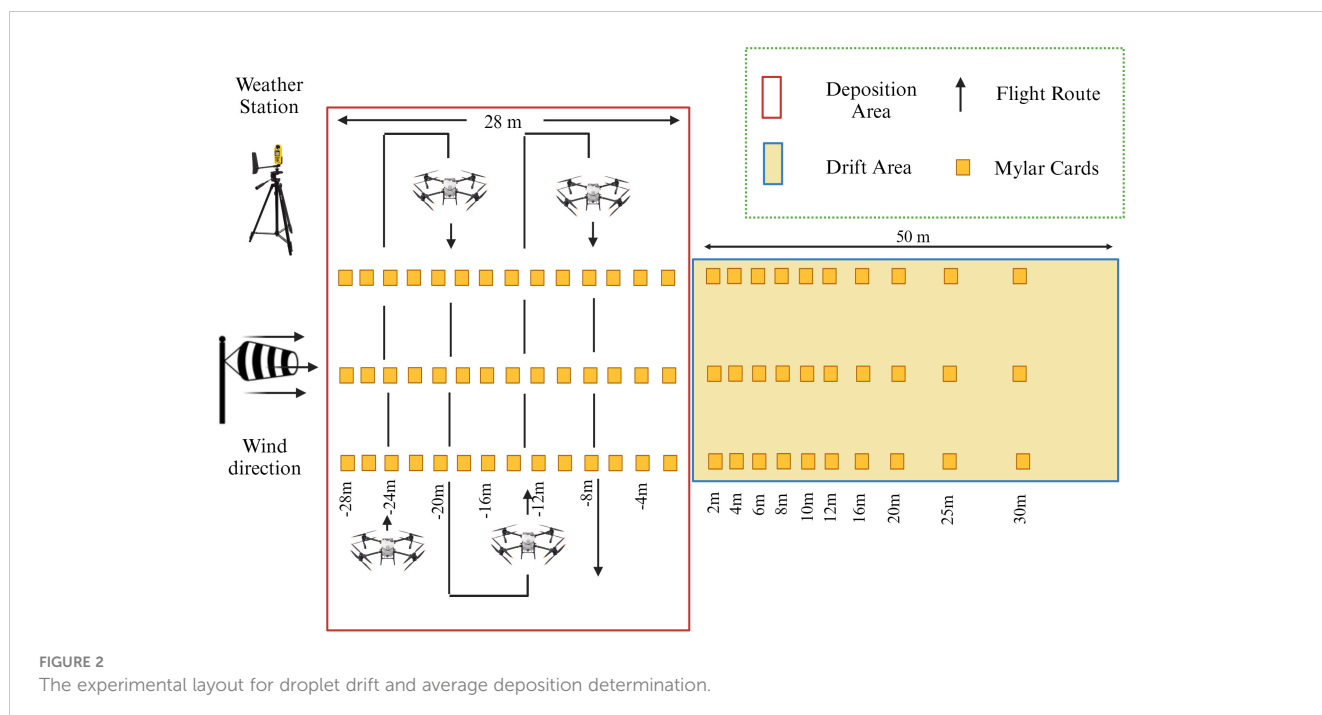 Weather
Station
28 m
Deposition
Area
Flight Route
Drift Area
Mylar Cards
50 m
Wind
direction
-28m
-24m
-20m
-16m
-12m
-8m
-4m
2m
4m
6m
8m
10m
12m
16m
20m
25m
30m
FIGURE 2
The experimental layout for droplet drift and average deposition determination.